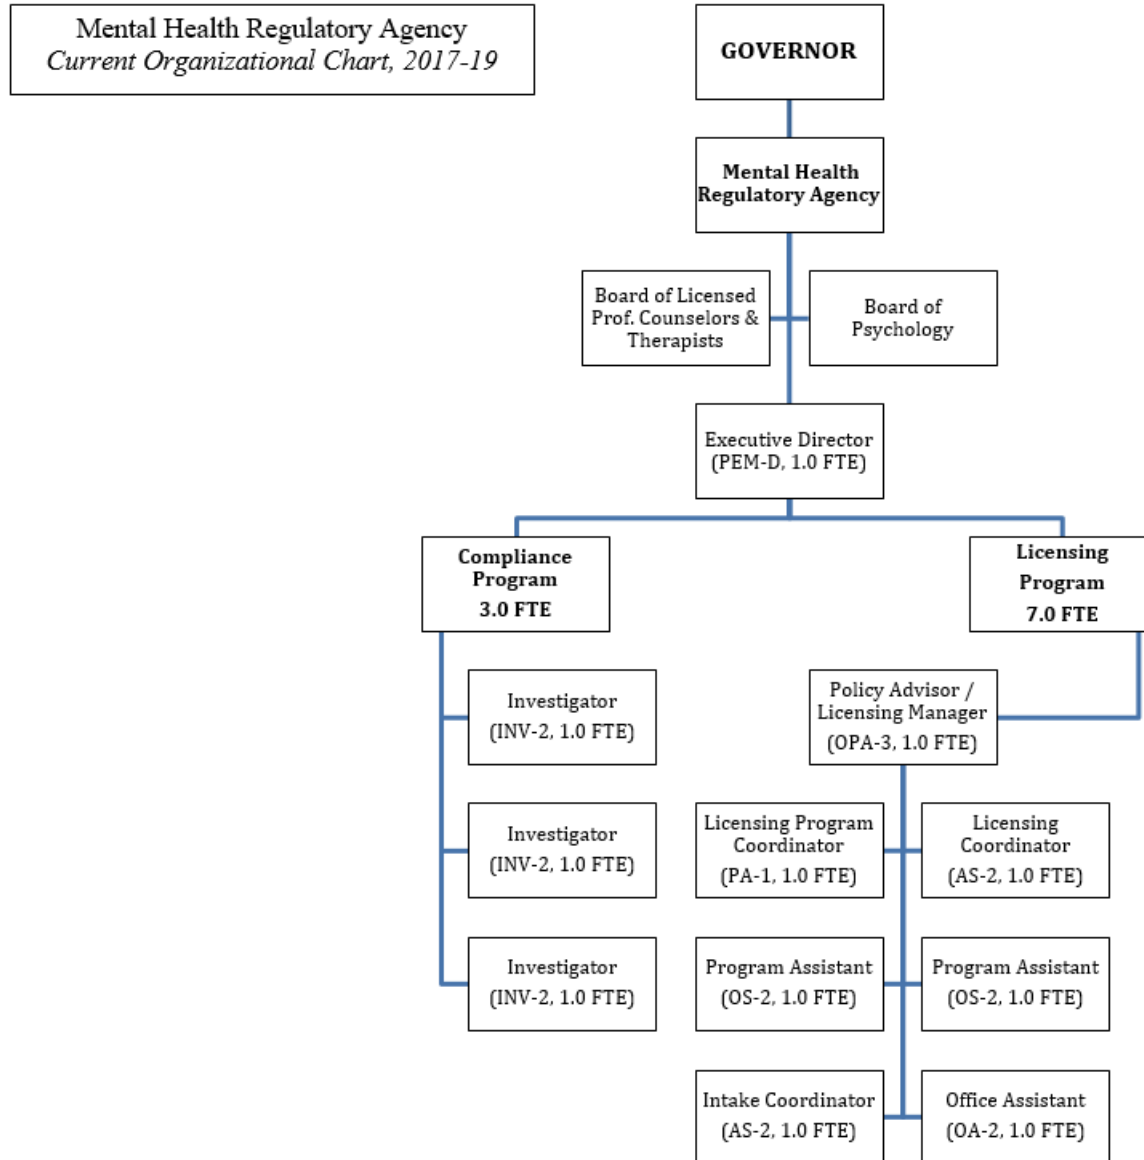 Mental Health Regulatory Agency
Current Organizational Chart, 2017-19
GOVERNOR
Mental Health
Regulatory Agency
Board of Licensed
Prof. Counselors &
Therapists
Board of
Psychology
Executive Director
(PEM-D, 1.0 FTE)
Compliance
Program
3.0 FTE
Licensing
Program
7.0 FTE
Investigator
(INV-2, 1.0 FTE)
Policy Advisor /
Licensing Manager
(OPA-3, 1.0 FTE)
Investigator
(INV-2, 1.0 FTE)
Licensing Program
Coordinator
(PA-1, 1.0 FTE)
Licensing
Coordinator
(AS-2, 1.0 FTE)
Investigator
(INV-2, 1.0 FTE)
Program Assistant
(OS-2, 1.0 FTE)
Program Assistant
(OS-2, 1.0 FTE)
Intake Coordinator
(AS-2, 1.0 FTE)
Office Assistant
(OA-2, 1.0 FTE)